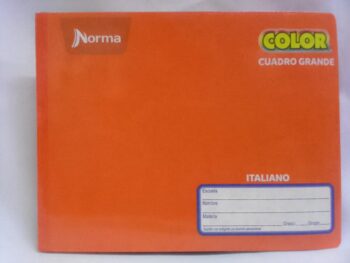 Norma
COLOR
CUADRO GRANDE
ITALIANO
Escuela
Nombre
Materia
Grado Grupo